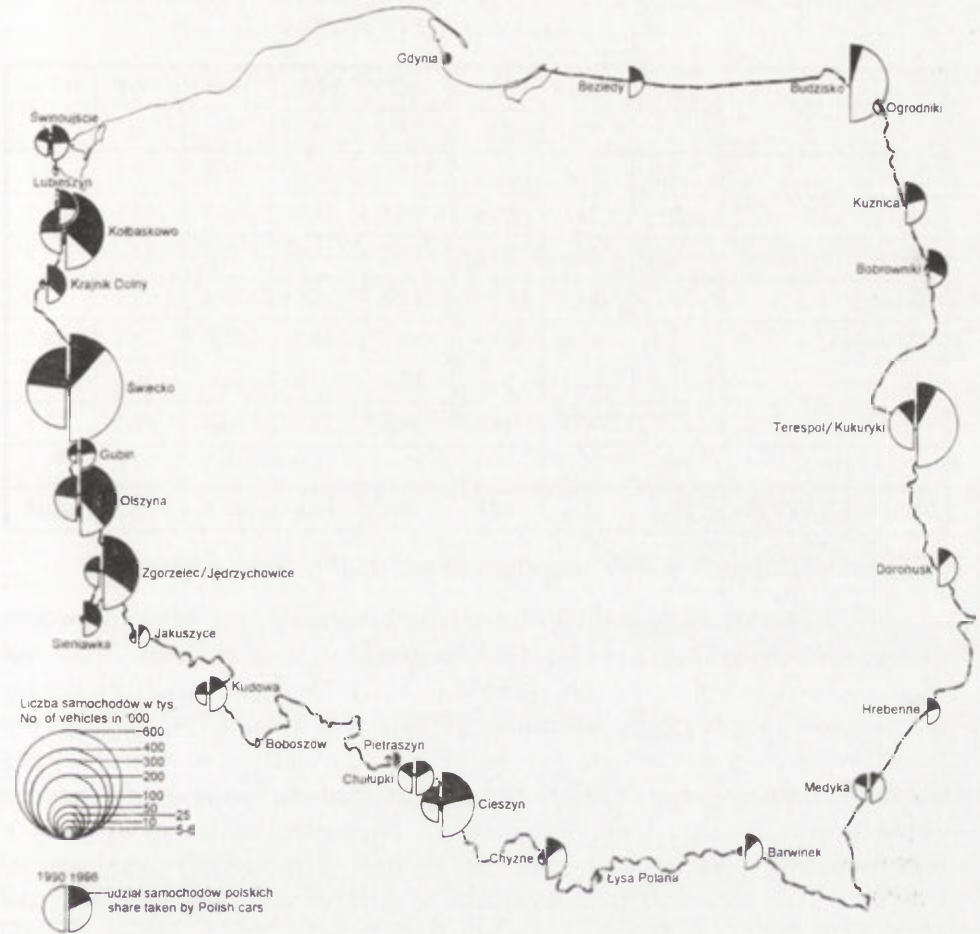 Gdynia
Bezledy
Budzisko
Ogrodniki
Świnoujście
Lubieszyn
Kołbaskowo
Kuznica
Krajnik Dolny
Bobrowniki
Świecko
Terespol/Kukuryki
Gubin
Olszyna
Zgorzelec/Jędrzychowice
Dorohusk
Sieniawka
Jakuszyce
Kudowa
Liczba samochodów w tys
No. of vehicles in '000
600
400
300
200
100
50
25
10
5-6
Boboszów
Hrebenne
Pietraszyn
Chałupki
Cieszyn
Medyka
Chyżne
Łysa Polana
Barwinek
1990 1996
udział samochodów polskich
share taken by Polish cars